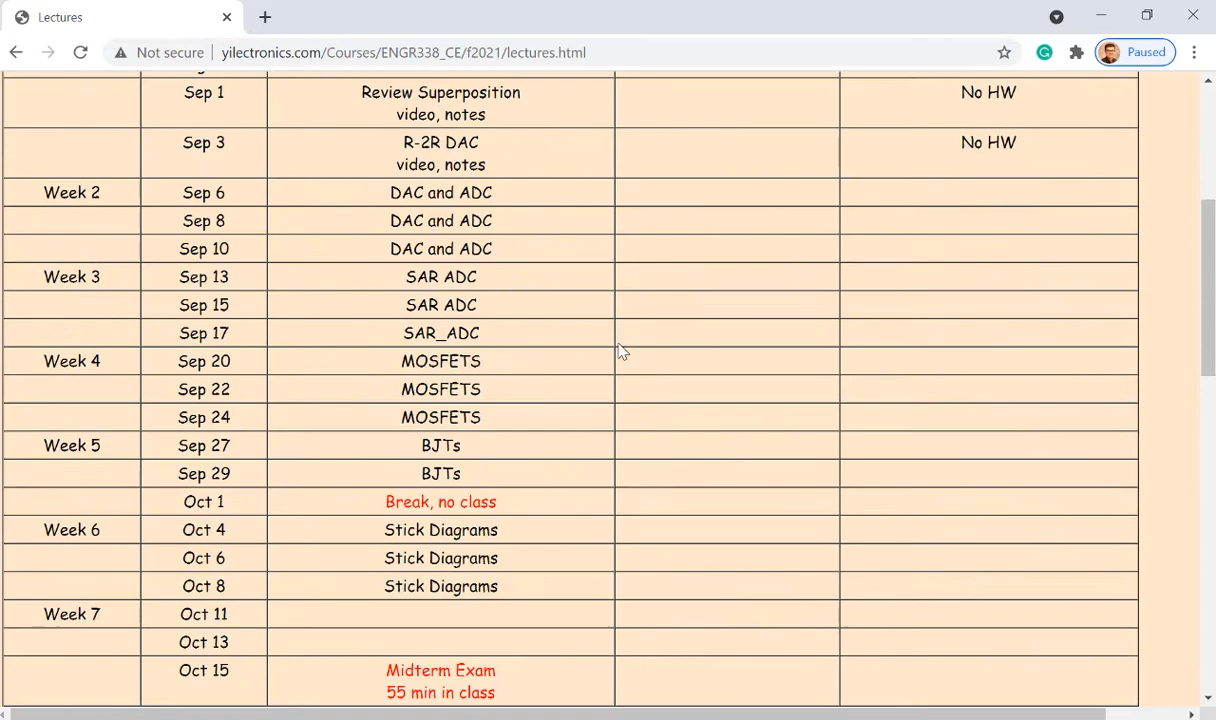 Lectures
Not secure yilectronics.com/Courses/ENGR338_CE/f2021/lectures.html Paused
Sep 1 Review Superposition No HW
video, notes
Sep 3 R-2R DAC No HW
video, notes
Week 2 Sep 6 DAC and ADC
Sep 8 DAC and ADC
Sep 10 DAC and ADC
Week 3 Sep 13 SAR ADC
Sep 15 SAR ADC
Sep 17 SAR_ADC
Week 4 Sep 20 MOSFETS
Sep 22 MOSFETS
Sep 24 MOSFETS
Week 5 Sep 27 BJTs
Sep 29 BJTs
Oct 1 Break, no class
Week 6 Oct 4 Stick Diagrams
Oct 6 Stick Diagrams
Oct 8 Stick Diagrams
Week 7 Oct 11
Oct 13
Oct 15 Midterm Exam
55 min in class